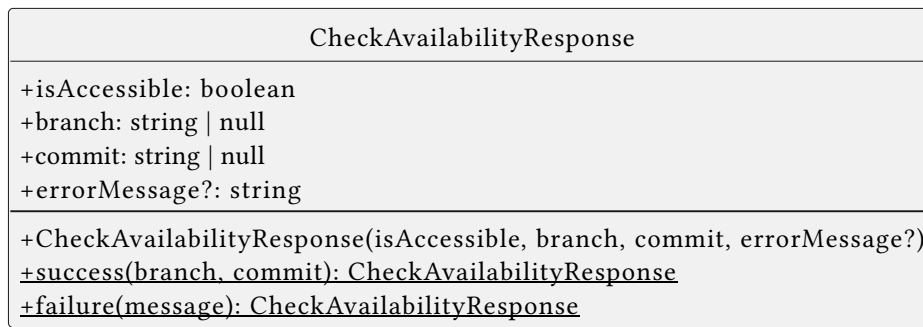 CheckAvailabilityResponse
+isAccessible: boolean
+branch: string | null
+commit: string | null
+errorMessage?: string
+CheckAvailabilityResponse(isAccessible, branch, commit, errorMessage?)
+success(branch, commit): CheckAvailabilityResponse
+failure(message): CheckAvailabilityResponse